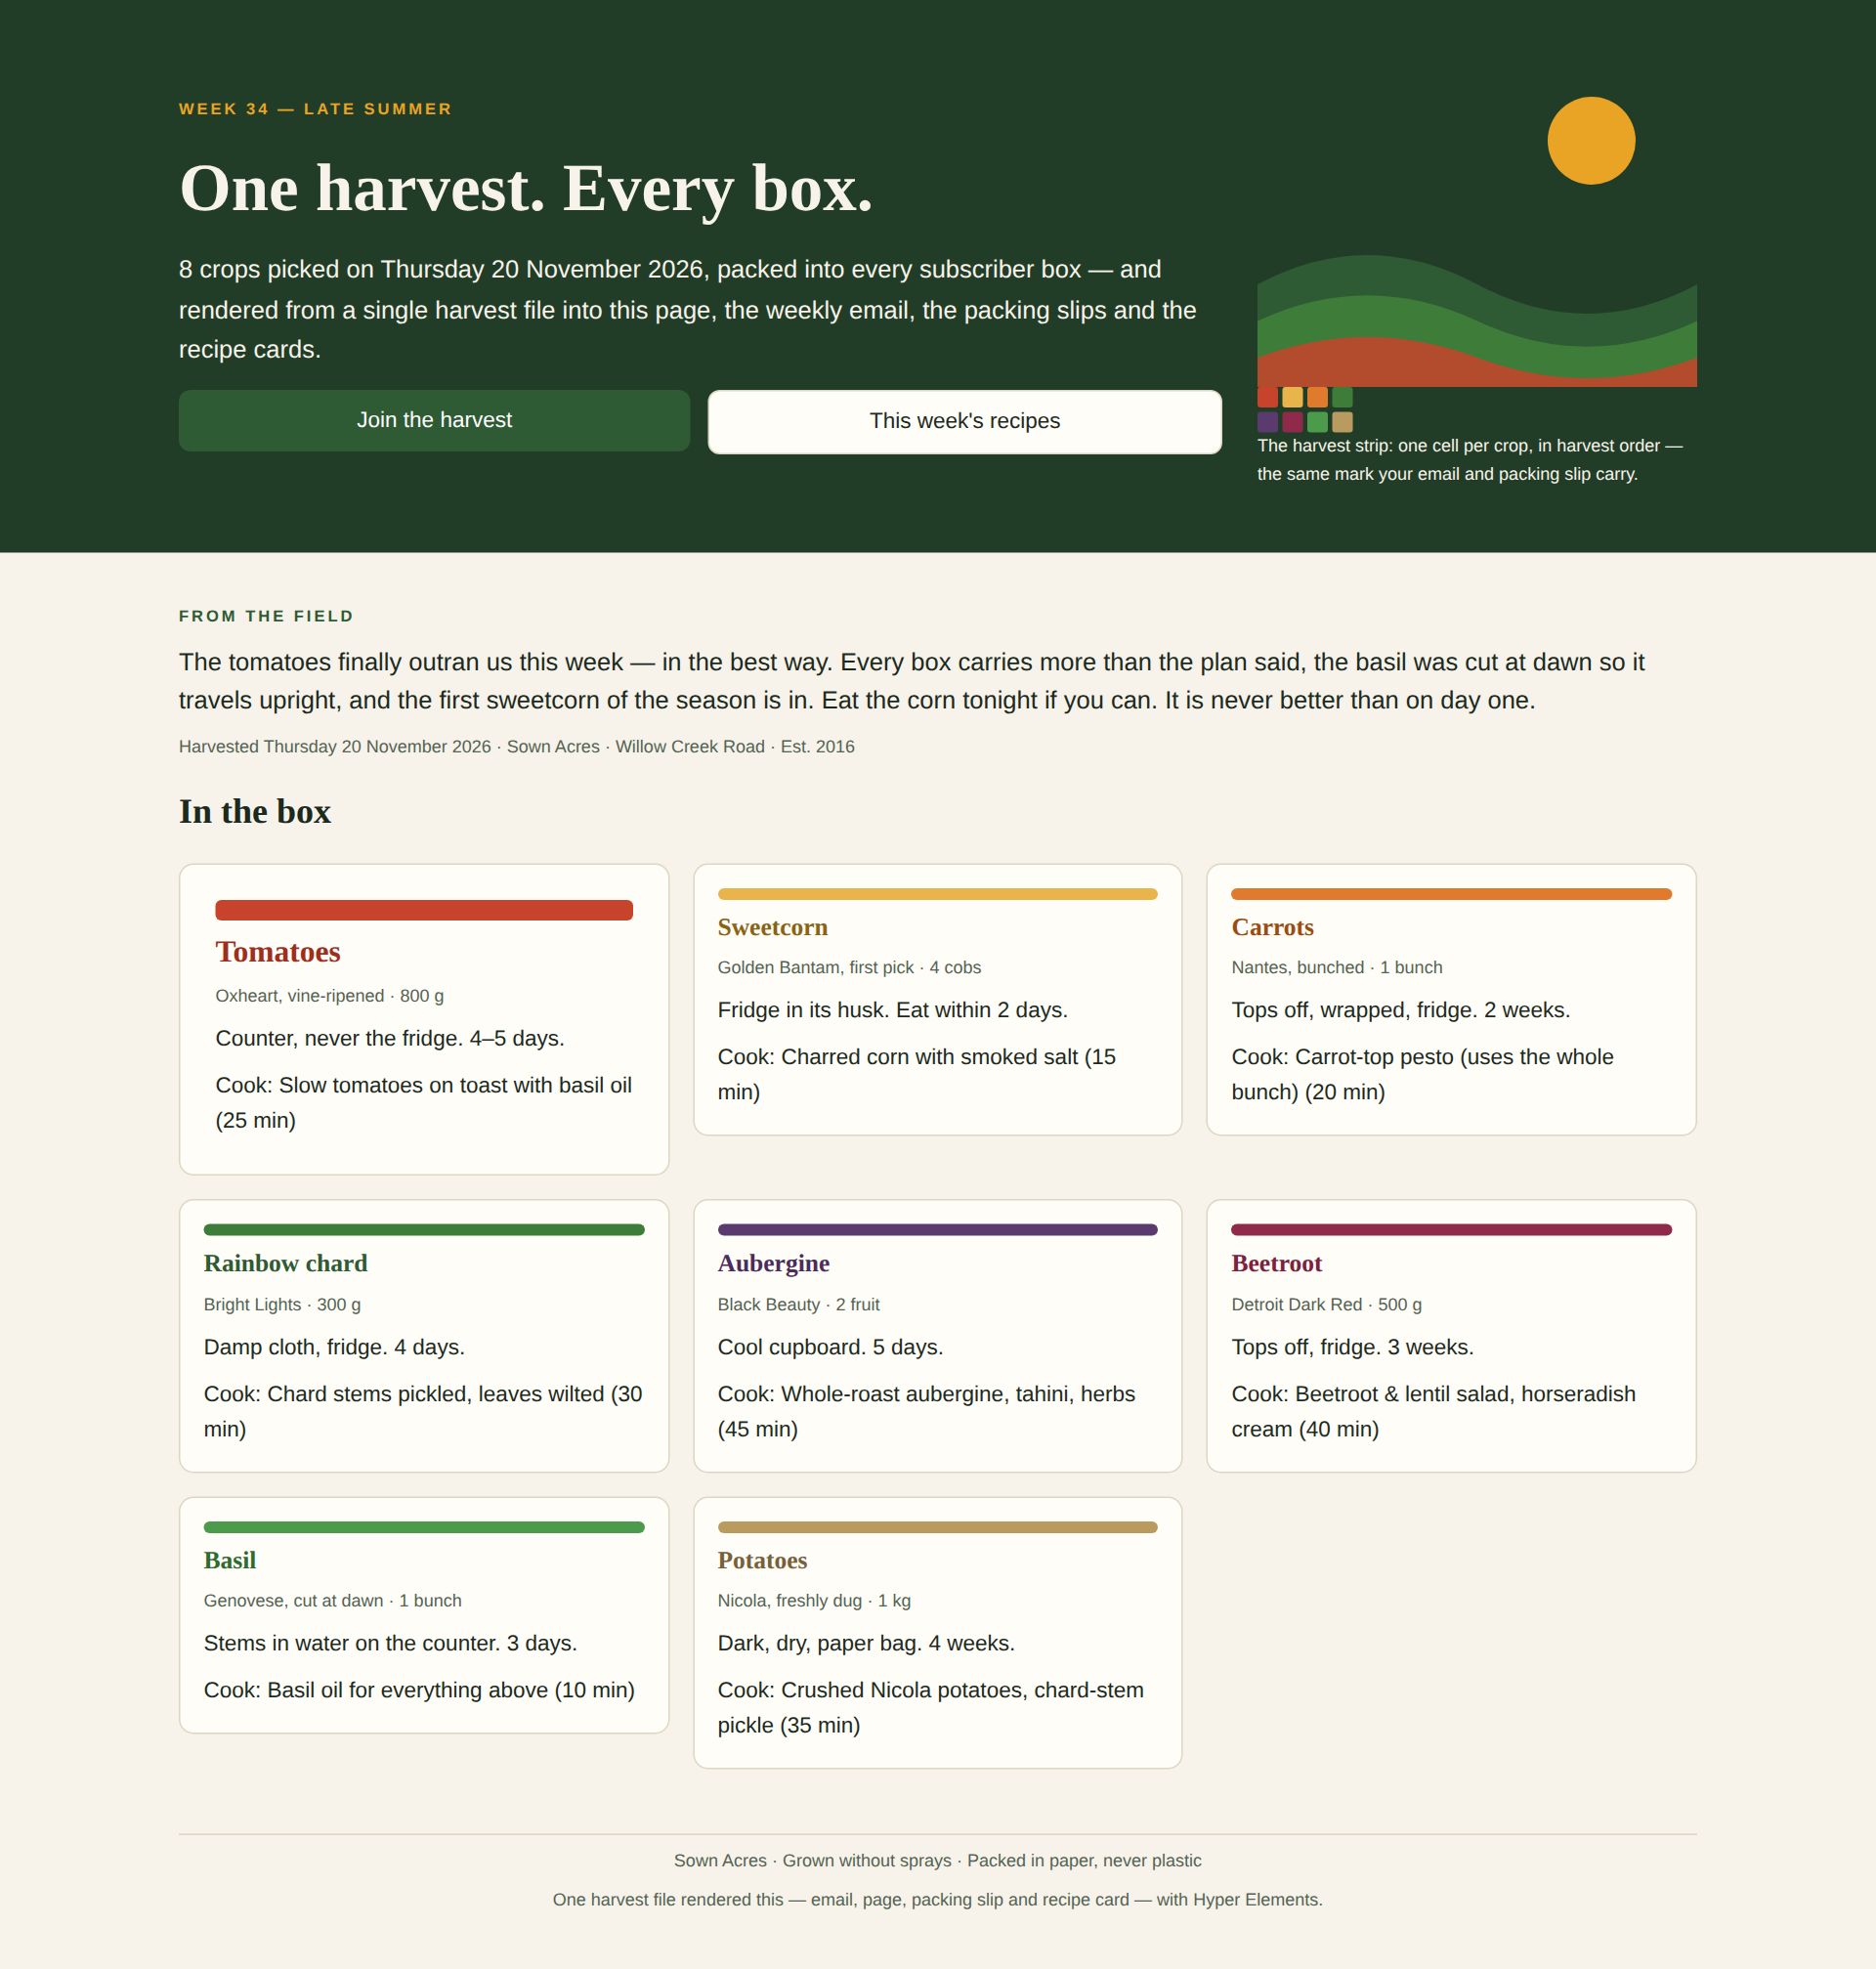 WEEK 34 — LATE SUMMER
One harvest. Every box.
8 crops picked on Thursday 20 November 2026, packed into every subscriber box — and
rendered from a single harvest file into this page, the weekly email, the packing slips and the
recipe cards.
Join the harvest
This week's recipes
The harvest strip: one cell per crop, in harvest order —
the same mark your email and packing slip carry.
FROM THE FIELD
The tomatoes finally outran us this week — in the best way. Every box carries more than the plan said, the basil was cut at dawn so it
travels upright, and the first sweetcorn of the season is in. Eat the corn tonight if you can. It is never better than on day one.
Harvested Thursday 20 November 2026 · Sown Acres · Willow Creek Road · Est. 2016
In the box
Tomatoes
Oxheart, vine-ripened · 800 g
Counter, never the fridge. 4–5 days.
Cook: Slow tomatoes on toast with basil oil
(25 min)
Sweetcorn
Golden Bantam, first pick · 4 cobs
Fridge in its husk. Eat within 2 days.
Cook: Charred corn with smoked salt (15
min)
Carrots
Nantes, bunched · 1 bunch
Tops off, wrapped, fridge. 2 weeks.
Cook: Carrot-top pesto (uses the whole
bunch) (20 min)
Rainbow chard
Bright Lights · 300 g
Damp cloth, fridge. 4 days.
Cook: Chard stems pickled, leaves wilted (30
min)
Aubergine
Black Beauty · 2 fruit
Cool cupboard. 5 days.
Cook: Whole-roast aubergine, tahini, herbs
(45 min)
Beetroot
Detroit Dark Red · 500 g
Tops off, fridge. 3 weeks.
Cook: Beetroot & lentil salad, horseradish
cream (40 min)
Basil
Genovese, cut at dawn · 1 bunch
Stems in water on the counter. 3 days.
Cook: Basil oil for everything above (10 min)
Potatoes
Nicola, freshly dug · 1 kg
Dark, dry, paper bag. 4 weeks.
Cook: Crushed Nicola potatoes, chard-stem
pickle (35 min)
Sown Acres · Grown without sprays · Packed in paper, never plastic
One harvest file rendered this — email, page, packing slip and recipe card — with Hyper Elements.